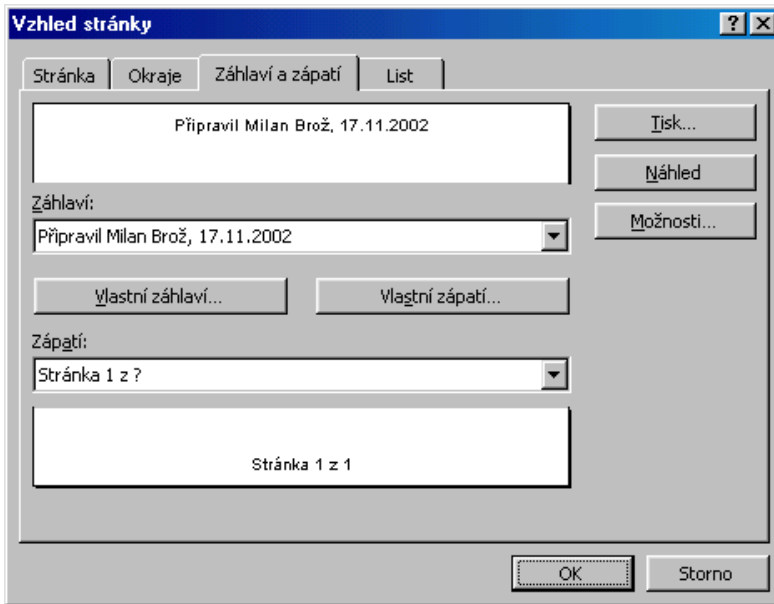 Vzhled stránky
Stránka Okraje Záhlaví a zápatí List
Připravil Milan Brož, 17.11.2002
Tisk...
Náhled
Možnosti...
Záhlaví:
Připravil Milan Brož, 17.11.2002
Vlastní záhlaví... Vlastní zápatí...
Zápatí:
Stránka 1 z ?
Stránka 1 z 1
OK Storno